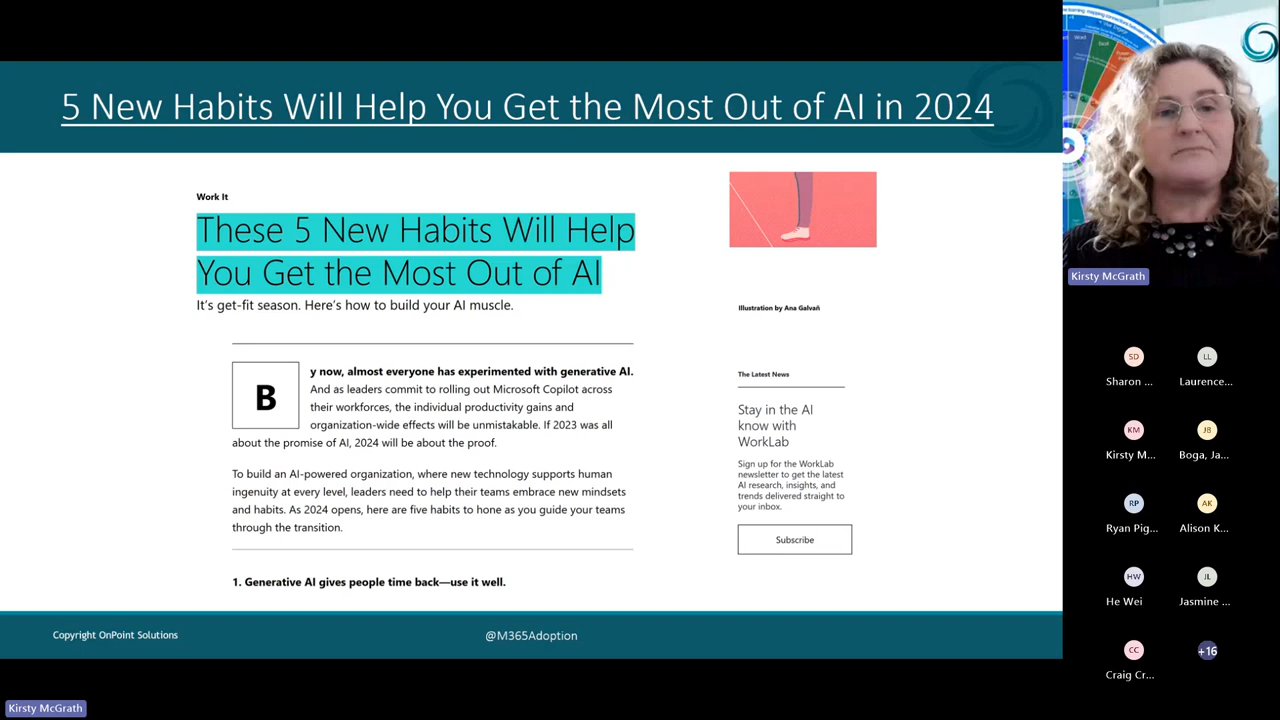 5 New Habits Will Help You Get the Most Out of AI in 2024
Work It
These 5 New Habits Will Help
You Get the Most Out of AI
It's get-fit season. Here's how to build your AI muscle.
By now, almost everyone has experimented with generative AI.
And as leaders commit to rolling out Microsoft Copilot across
their workforces, the individual productivity gains and
organization-wide effects will be unmistakable. If 2023 was all
about the promise of AI, 2024 will be about the proof.
To build an AI-powered organization, where new technology supports human
ingenuity at every level, leaders need to help their teams embrace new mindsets
and habits. As 2024 opens, here are five habits to hone as you guide your teams
through the transition.
1. Generative AI gives people time back—use it well.
Illustration by Ana Galvañ
The Latest News
Stay in the AI
know with
WorkLab
Sign up for the WorkLab
newsletter to get the latest
AI research, insights, and
trends delivered straight to
your inbox.
Subscribe
Copyright OnPoint Solutions
@M365Adoption
Kirsty McGrath
Word
Kirsty McGrath
SD
Sharon ...
LL
Laurence...
KM
Kirsty M...
JB
Boga, Ja...
RP
Ryan Pig...
AK
Alison K...
HW
He Wei
JL
Jasmine ...
CC
Craig Cr...
+16